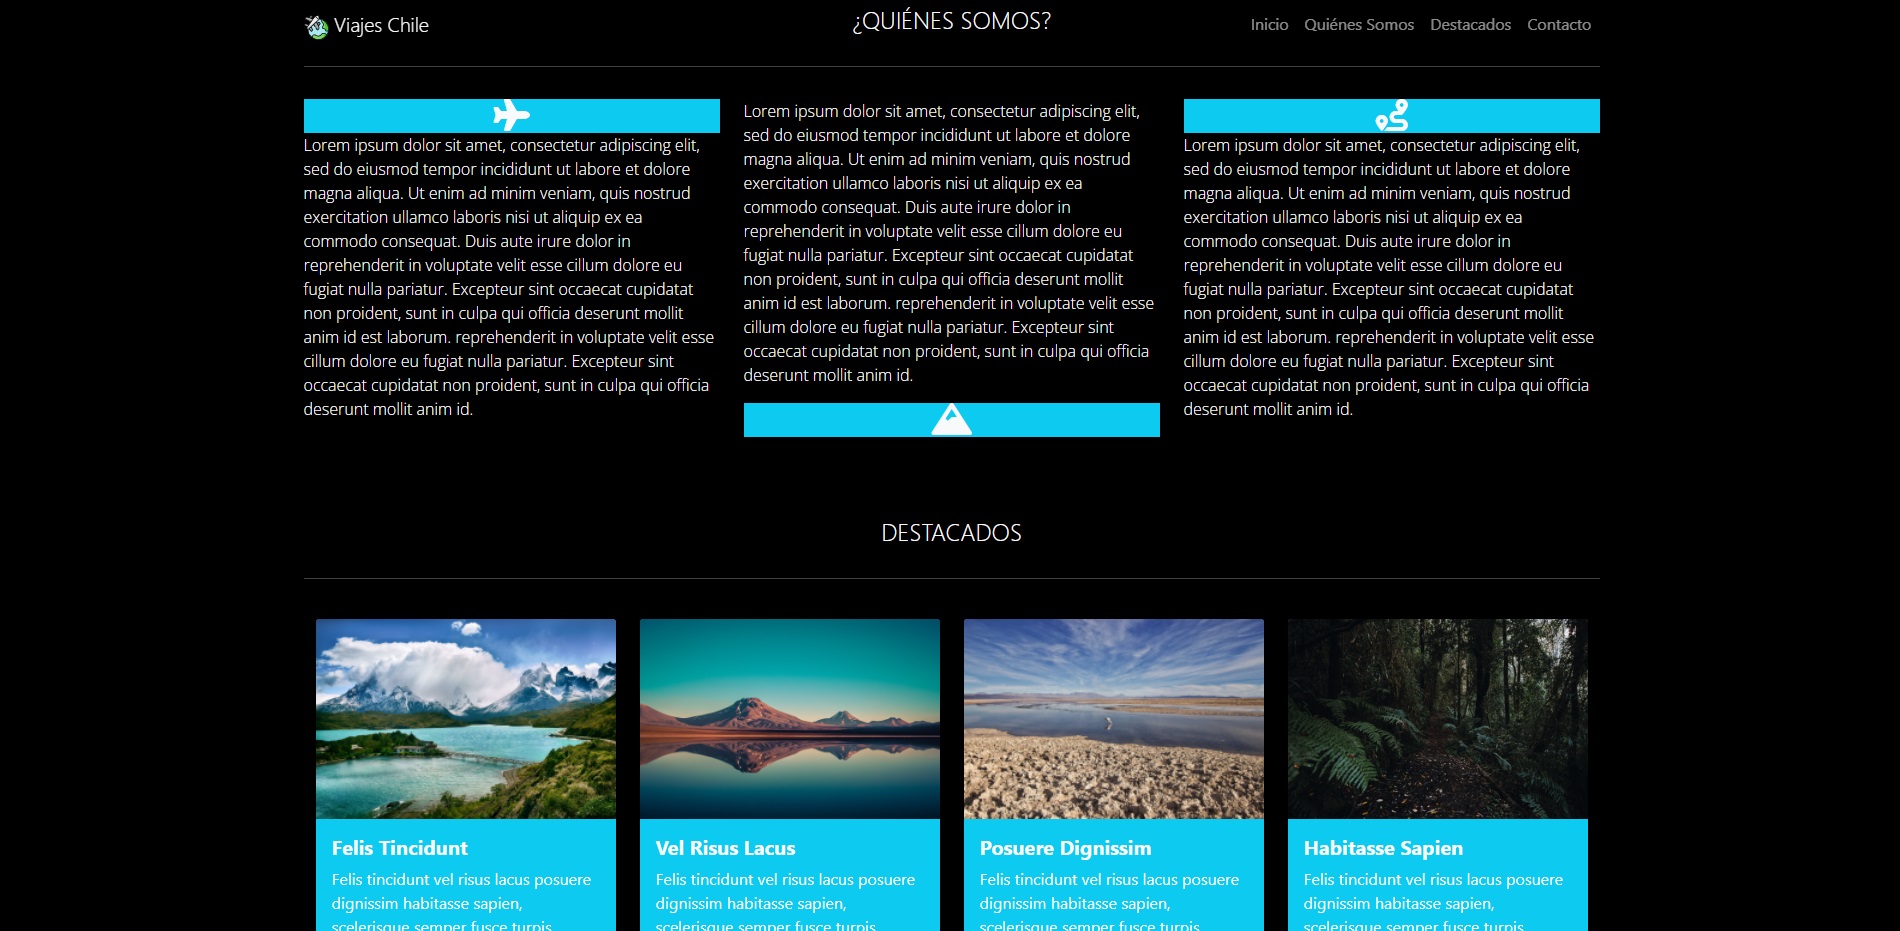 Viajes Chile
¿QUIÉNES SOMOS?
Inicio Quiénes Somos Destacados Contacto
Lorem ipsum dolor sit amet, consectetur adipiscing elit,
sed do eiusmod tempor incididunt ut labore et dolore
magna aliqua. Ut enim ad minim veniam, quis nostrud
exercitation ullamco laboris nisi ut aliquip ex ea
commodo consequat. Duis aute irure dolor in
reprehenderit in voluptate velit esse cillum dolore eu
fugiat nulla pariatur. Excepteur sint occaecat cupidatat
non proident, sunt in culpa qui officia deserunt mollit
anim id est laborum. reprehenderit in voluptate velit esse
cillum dolore eu fugiat nulla pariatur. Excepteur sint
occaecat cupidatat non proident, sunt in culpa qui officia
deserunt mollit anim id.
Lorem ipsum dolor sit amet, consectetur adipiscing elit,
sed do eiusmod tempor incididunt ut labore et dolore
magna aliqua. Ut enim ad minim veniam, quis nostrud
exercitation ullamco laboris nisi ut aliquip ex ea
commodo consequat. Duis aute irure dolor in
reprehenderit in voluptate velit esse cillum dolore eu
fugiat nulla pariatur. Excepteur sint occaecat cupidatat
non proident, sunt in culpa qui officia deserunt mollit
anim id est laborum. reprehenderit in voluptate velit esse
cillum dolore eu fugiat nulla pariatur. Excepteur sint
occaecat cupidatat non proident, sunt in culpa qui officia
deserunt mollit anim id.
Lorem ipsum dolor sit amet, consectetur adipiscing elit,
sed do eiusmod tempor incididunt ut labore et dolore
magna aliqua. Ut enim ad minim veniam, quis nostrud
exercitation ullamco laboris nisi ut aliquip ex ea
commodo consequat. Duis aute irure dolor in
reprehenderit in voluptate velit esse cillum dolore eu
fugiat nulla pariatur. Excepteur sint occaecat cupidatat
non proident, sunt in culpa qui officia deserunt mollit
anim id est laborum. reprehenderit in voluptate velit esse
cillum dolore eu fugiat nulla pariatur. Excepteur sint
occaecat cupidatat non proident, sunt in culpa qui officia
deserunt mollit anim id.
DESTACADOS
Felis Tincidunt
Felis tincidunt vel risus lacus posuere
dignissim habitasse sapien,
scelerisque semper fusce turpis
Vel Risus Lacus
Felis tincidunt vel risus lacus posuere
dignissim habitasse sapien,
scelerisque semper fusce turpis
Posuere Dignissim
Felis tincidunt vel risus lacus posuere
dignissim habitasse sapien,
scelerisque semper fusce turpis
Habitasse Sapien
Felis tincidunt vel risus lacus posuere
dignissim habitasse sapien,
scelerisque semper fusce turpis